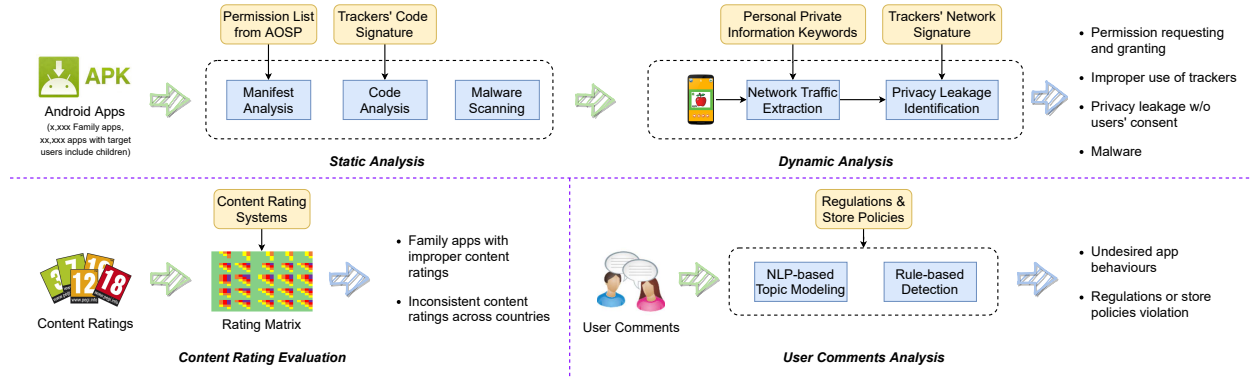 Permission List
from AOSP
Trackers' Code
Signature
Personal Private
Information Keywords
Trackers' Network
Signature
APK
Android Apps
(x,xxx Family apps,
xx,xxx apps with target
users include children)
Manifest
Analysis
Code
Analysis
Malware
Scanning
Static Analysis
Network Traffic
Extraction
Privacy Leakage
Identification
Dynamic Analysis
• Permission requesting
and granting
• Improper use of trackers
• Privacy leakage w/o
users' consent
• Malware
Content Rating
Systems
3
7
12
18
Content Ratings
Rating Matrix
• Family apps with
improper content
ratings
• Inconsistent content
ratings across countries
Content Rating Evaluation
Regulations &
Store Policies
User Comments
NLP-based
Topic Modeling
Rule-based
Detection
User Comments Analysis
• Undesired app
behaviours
• Regulations or store
policies violation